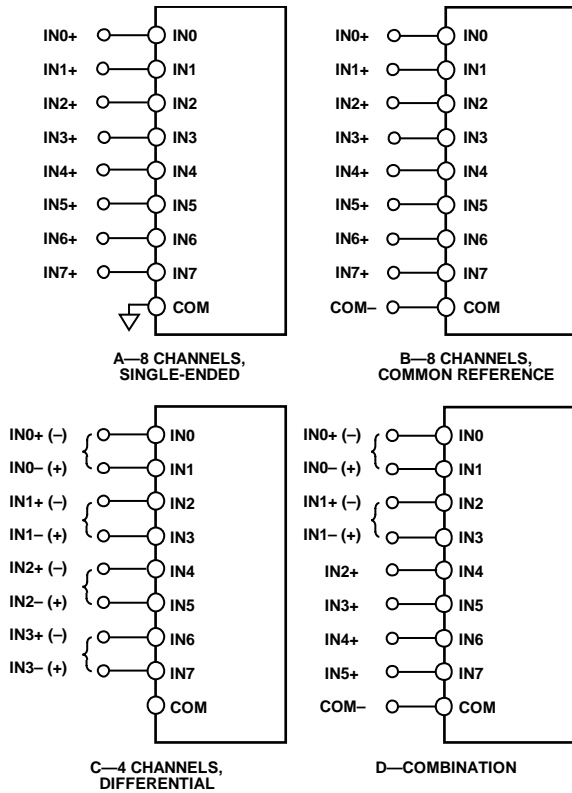 IN0+ IN0
IN1+ IN1
IN2+ IN2
IN3+ IN3
IN4+ IN4
IN5+ IN5
IN6+ IN6
IN7+ IN7
COM
A—8 CHANNELS,
SINGLE-ENDED
IN0+ IN0
IN1+ IN1
IN2+ IN2
IN3+ IN3
IN4+ IN4
IN5+ IN5
IN6+ IN6
IN7+ IN7
COM– COM
B—8 CHANNELS,
COMMON REFERENCE
IN0+ (–) IN0
IN0– (+) IN1
IN1+ (–) IN2
IN1– (+) IN3
IN2+ (–) IN4
IN2– (+) IN5
IN3+ (–) IN6
IN3– (+) IN7
COM
C—4 CHANNELS,
DIFFERENTIAL
IN0+ (–) IN0
IN0– (+) IN1
IN1+ (–) IN2
IN1– (+) IN3
IN2+ IN4
IN3+ IN5
IN4+ IN6
IN5+ IN7
COM– COM
D—COMBINATION